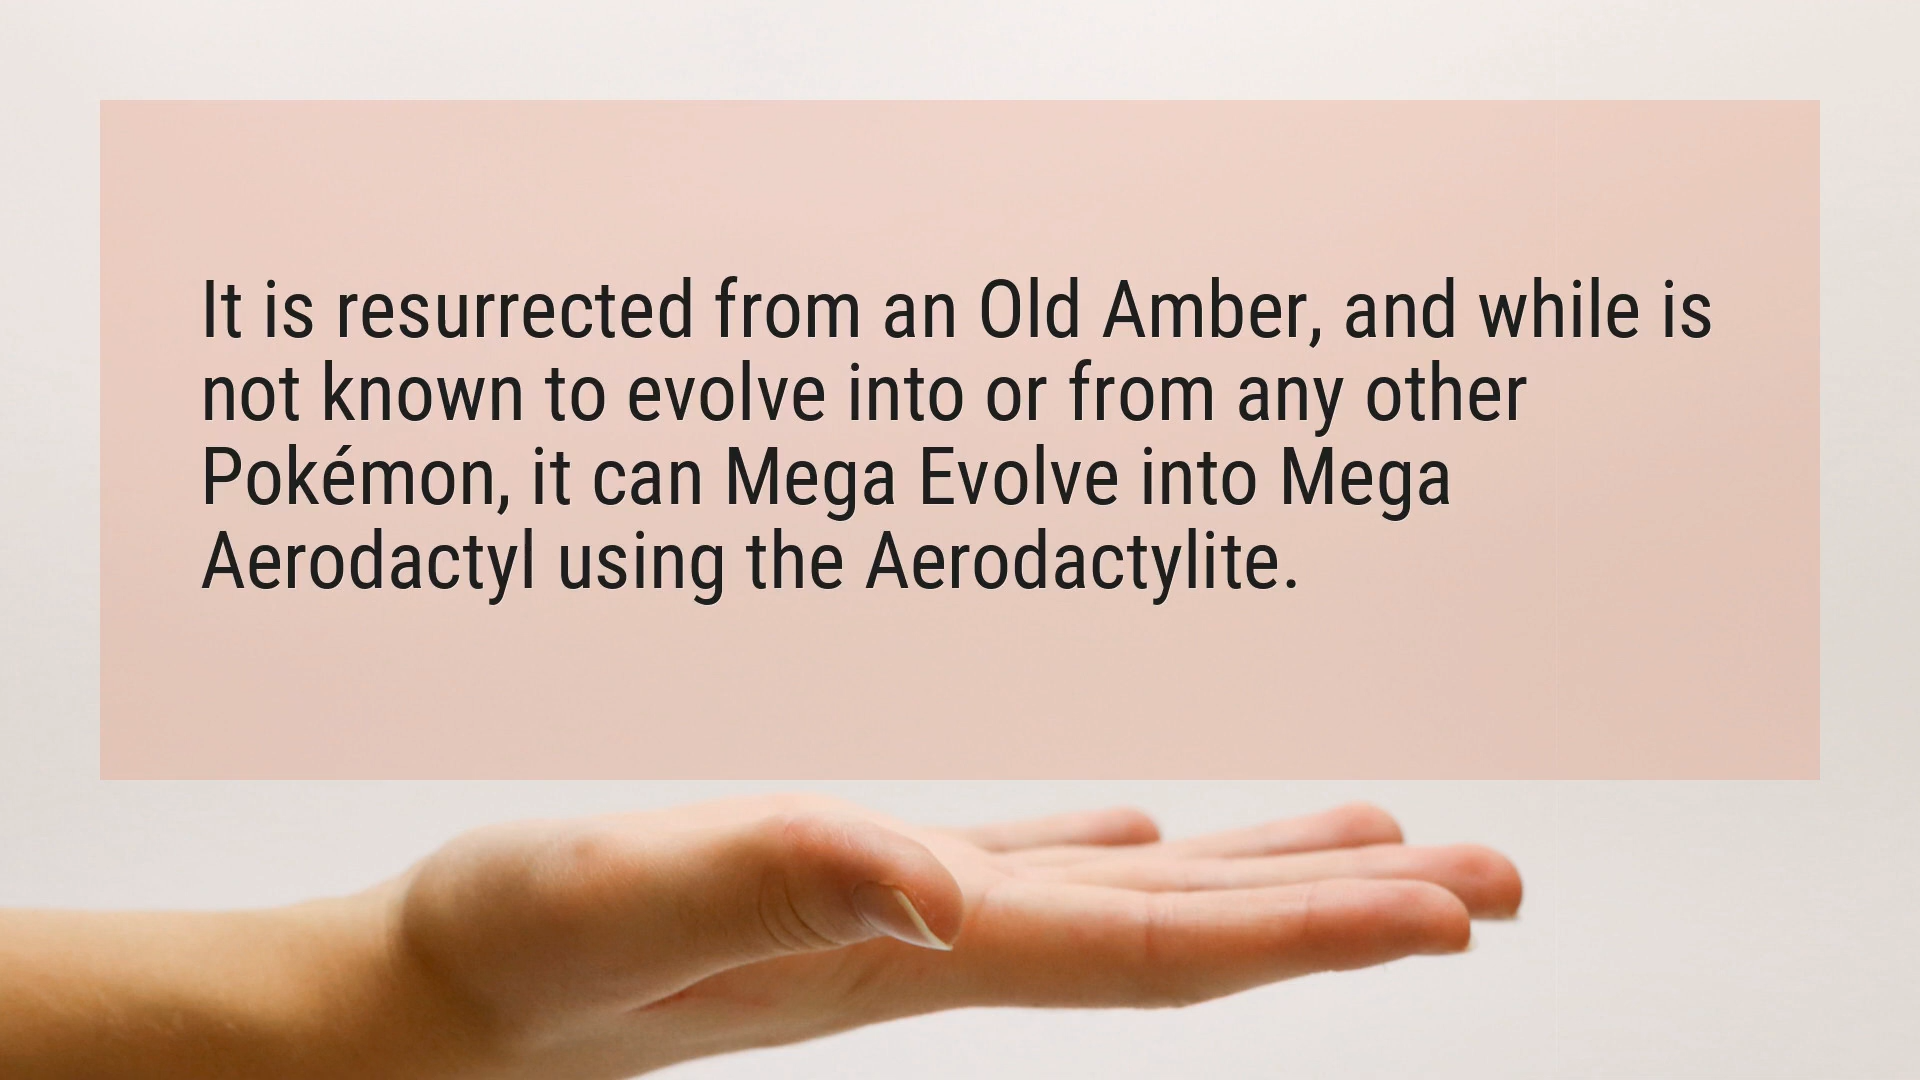 It is resurrected from an Old Amber, and while is
not known to evolve into or from any other
Pokémon, it can Mega Evolve into Mega
Aerodactyl using the Aerodactylite.